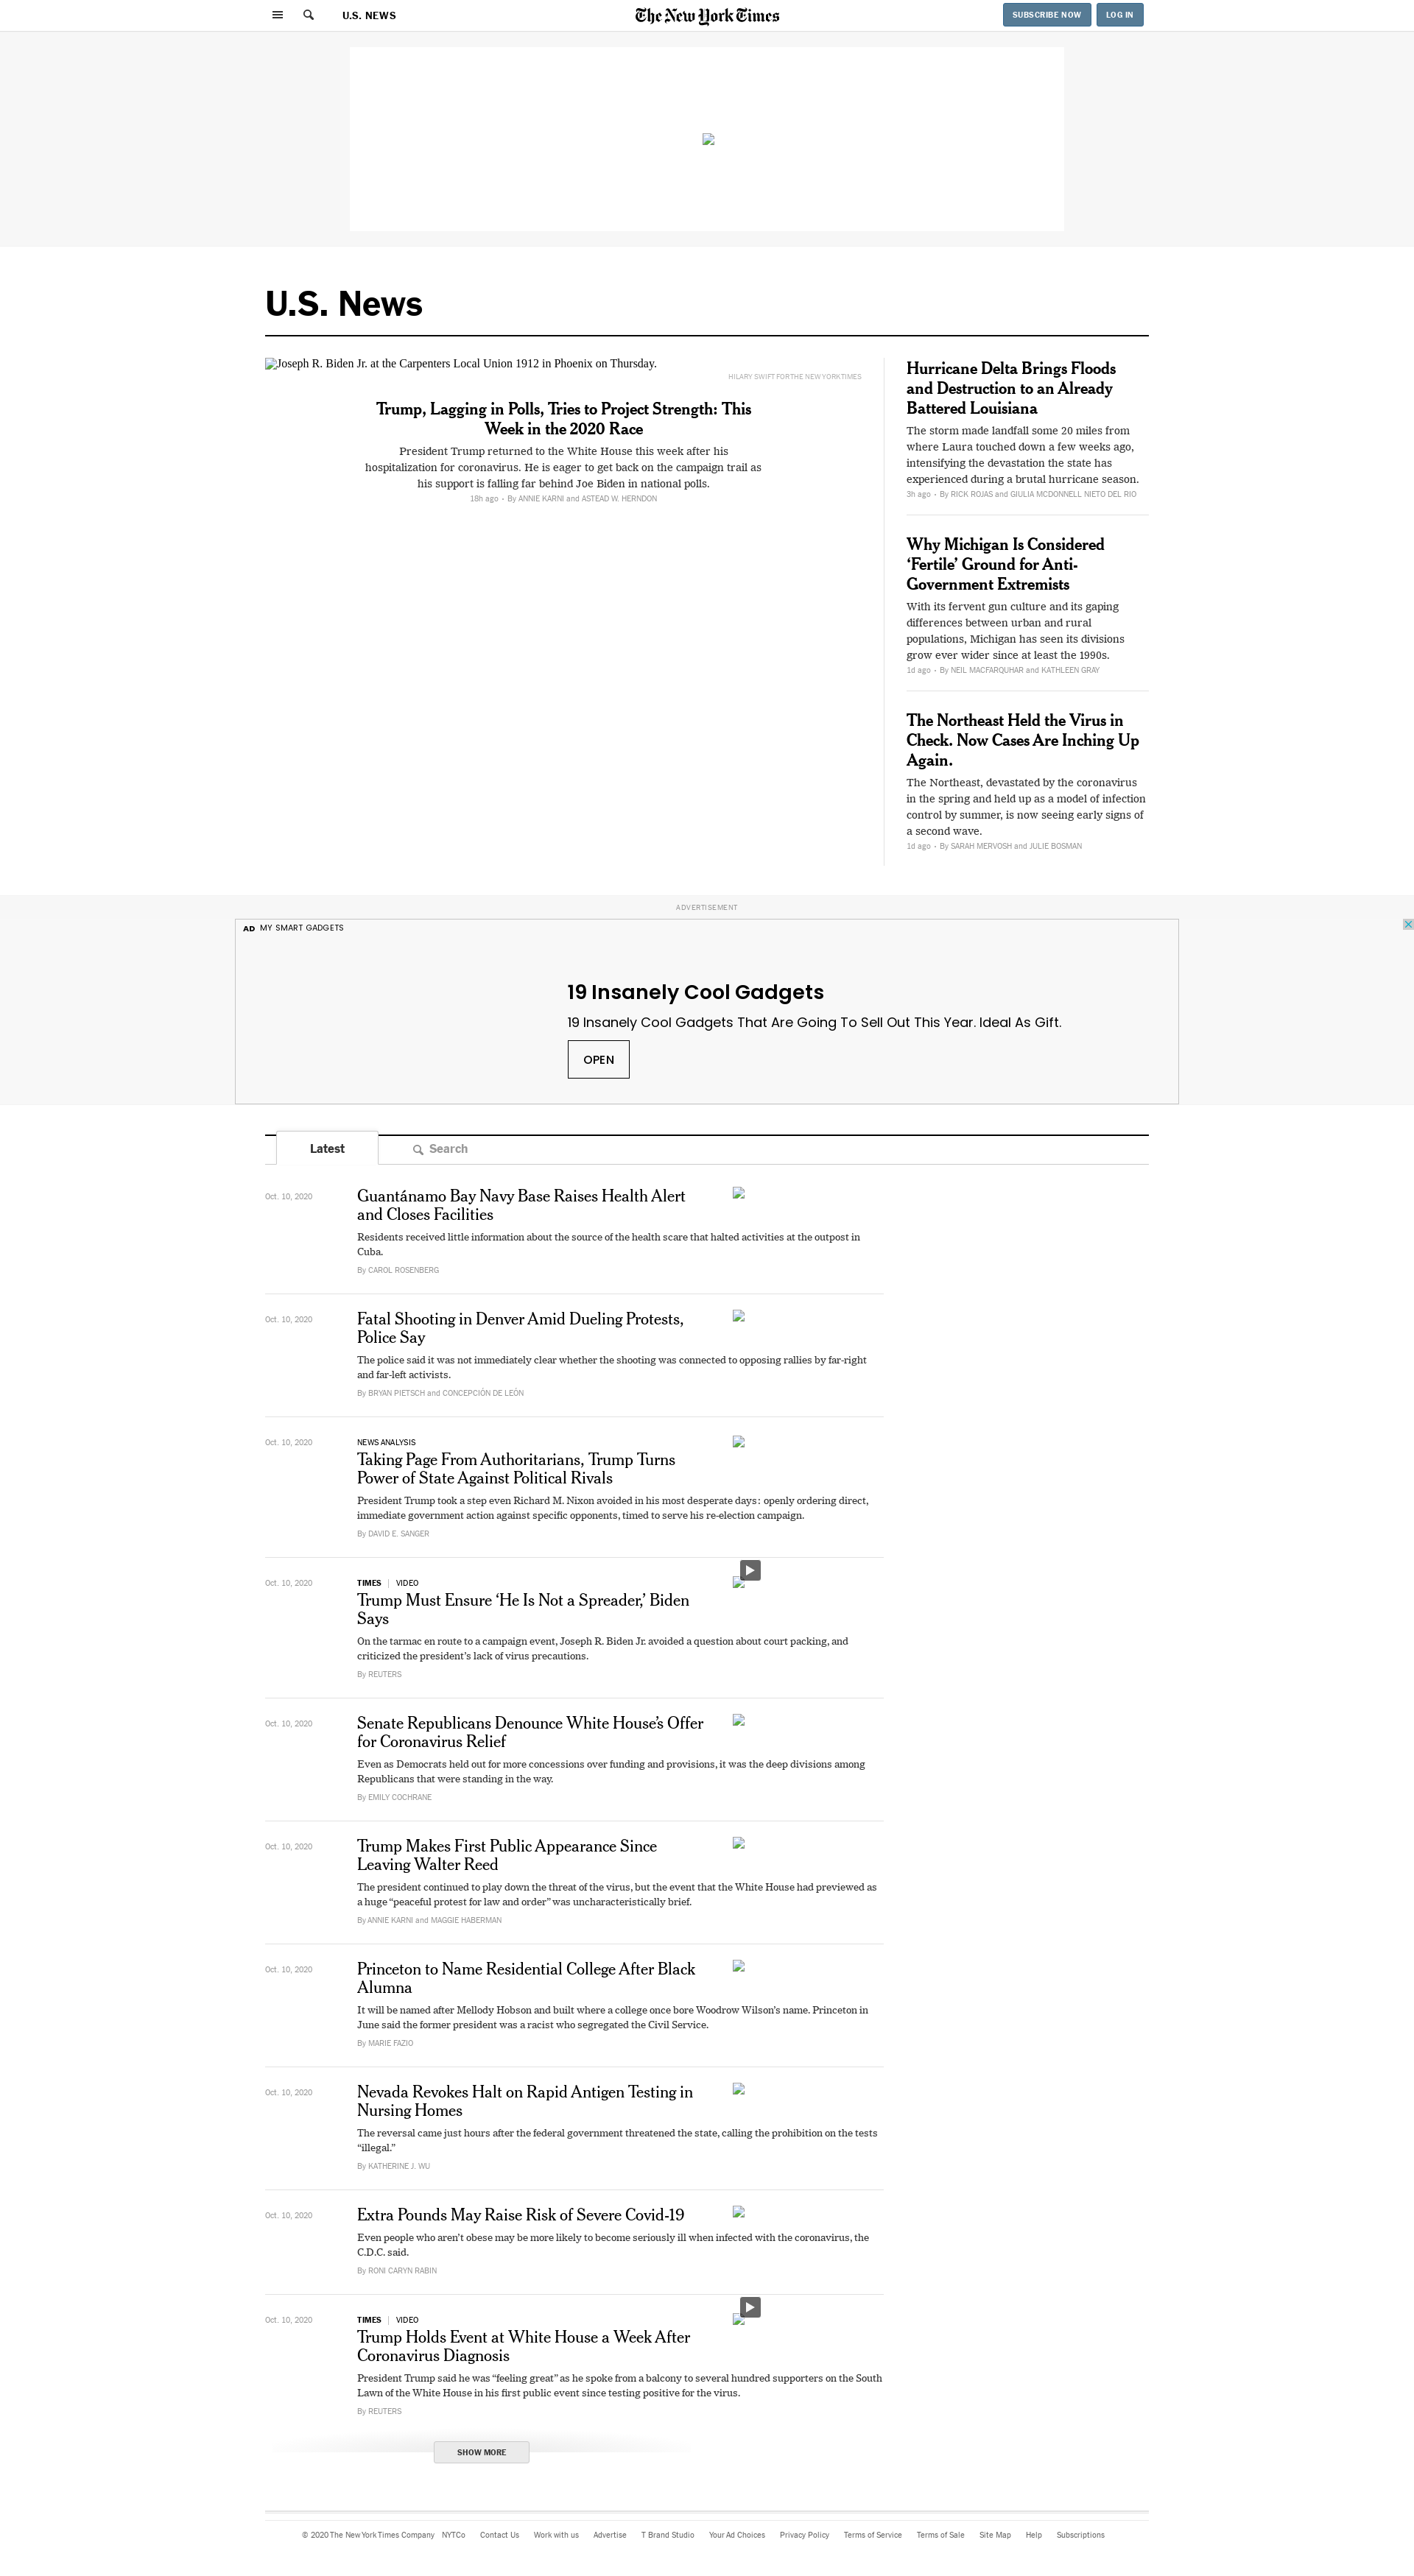 U.S. NEWS
The New York Times
SUBSCRIBE NOW
LOG IN
U.S. News
Joseph R. Biden Jr. at the Carpenters Local Union 1912 in Phoenix on Thursday.
HILARY SWIFT FOR THE NEW YORK TIMES
Trump, Lagging in Polls, Tries to Project Strength: This
Week in the 2020 Race
President Trump returned to the White House this week after his
hospitalization for coronavirus. He is eager to get back on the campaign trail as
his support is falling far behind Joe Biden in national polls.
18h ago • By ANNIE KARNI and ASTEAD W. HERNDON
Hurricane Delta Brings Floods
and Destruction to an Already
Battered Louisiana
The storm made landfall some 20 miles from
where Laura touched down a few weeks ago,
intensifying the devastation the state has
experienced during a brutal hurricane season.
3h ago • By RICK ROJAS and GIULIA MCDONNELL NIETO DEL RIO
Why Michigan Is Considered
‘Fertile’ Ground for Anti-
Government Extremists
With its fervent gun culture and its gaping
differences between urban and rural
populations, Michigan has seen its divisions
grow ever wider since at least the 1990s.
1d ago • By NEIL MACFARQUHAR and KATHLEEN GRAY
The Northeast Held the Virus in
Check. Now Cases Are Inching Up
Again.
The Northeast, devastated by the coronavirus
in the spring and held up as a model of infection
control by summer, is now seeing early signs of
a second wave.
1d ago • By SARAH MERVOSH and JULIE BOSMAN
ADVERTISEMENT
AD MY SMART GADGETS
19 Insanely Cool Gadgets
19 Insanely Cool Gadgets That Are Going To Sell Out This Year. Ideal As Gift.
OPEN
Latest
Search
Oct. 10, 2020
Guantánamo Bay Navy Base Raises Health Alert
and Closes Facilities
Residents received little information about the source of the health scare that halted activities at the outpost in
Cuba.
By CAROL ROSENBERG
Oct. 10, 2020
Fatal Shooting in Denver Amid Dueling Protests,
Police Say
The police said it was not immediately clear whether the shooting was connected to opposing rallies by far-right
and far-left activists.
By BRYAN PIETSCH and CONCEPCIÓN DE LEÓN
Oct. 10, 2020
NEWS ANALYSIS
Taking Page From Authoritarians, Trump Turns
Power of State Against Political Rivals
President Trump took a step even Richard M. Nixon avoided in his most desperate days: openly ordering direct,
immediate government action against specific opponents, timed to serve his re-election campaign.
By DAVID E. SANGER
Oct. 10, 2020
TIMES | VIDEO
Trump Must Ensure ‘He Is Not a Spreader,’ Biden
Says
On the tarmac en route to a campaign event, Joseph R. Biden Jr. avoided a question about court packing, and
criticized the president’s lack of virus precautions.
By REUTERS
Oct. 10, 2020
Senate Republicans Denounce White House’s Offer
for Coronavirus Relief
Even as Democrats held out for more concessions over funding and provisions, it was the deep divisions among
Republicans that were standing in the way.
By EMILY COCHRANE
Oct. 10, 2020
Trump Makes First Public Appearance Since
Leaving Walter Reed
The president continued to play down the threat of the virus, but the event that the White House had previewed as
a huge “peaceful protest for law and order” was uncharacteristically brief.
By ANNIE KARNI and MAGGIE HABERMAN
Oct. 10, 2020
Princeton to Name Residential College After Black
Alumna
It will be named after Mellody Hobson and built where a college once bore Woodrow Wilson’s name. Princeton in
June said the former president was a racist who segregated the Civil Service.
By MARIE FAZIO
Oct. 10, 2020
Nevada Revokes Halt on Rapid Antigen Testing in
Nursing Homes
The reversal came just hours after the federal government threatened the state, calling the prohibition on the tests
“illegal.”
By KATHERINE J. WU
Oct. 10, 2020
Extra Pounds May Raise Risk of Severe Covid-19
Even people who aren’t obese may be more likely to become seriously ill when infected with the coronavirus, the
C.D.C. said.
By RONI CARYN RABIN
Oct. 10, 2020
TIMES | VIDEO
Trump Holds Event at White House a Week After
Coronavirus Diagnosis
President Trump said he was “feeling great” as he spoke from a balcony to several hundred supporters on the South
Lawn of the White House in his first public event since testing positive for the virus.
By REUTERS
SHOW MORE
© 2020 The New York Times Company NYTCo Contact Us Work with us Advertise T Brand Studio Your Ad Choices Privacy Policy Terms of Service Terms of Sale Site Map Help Subscriptions